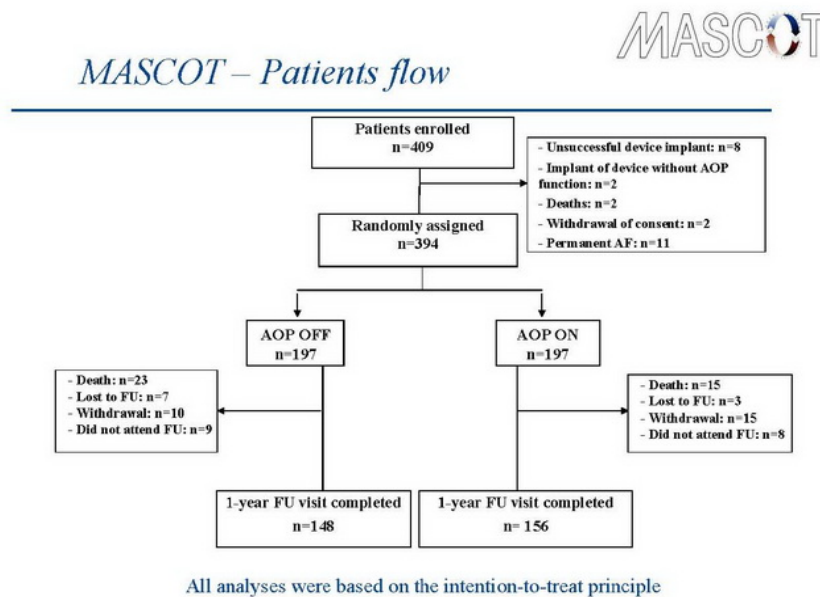 MASCOT
MASCOT – Patients flow
Patients enrolled
n=409
- Unsuccessful device implant: n=8
- Implant of device without AOP
function: n=2
- Deaths: n=2
- Withdrawal of consent: n=2
- Permanent AF: n=11
Randomly assigned
n=394
AOP OFF
n=197
AOP ON
n=197
- Death: n=23
- Lost to FU: n=7
- Withdrawal: n=10
- Did not attend FU: n=9
- Death: n=15
- Lost to FU: n=3
- Withdrawal: n=15
- Did not attend FU: n=8
1-year FU visit completed
n=148
1-year FU visit completed
n= 156
All analyses were based on the intention-to-treat principle